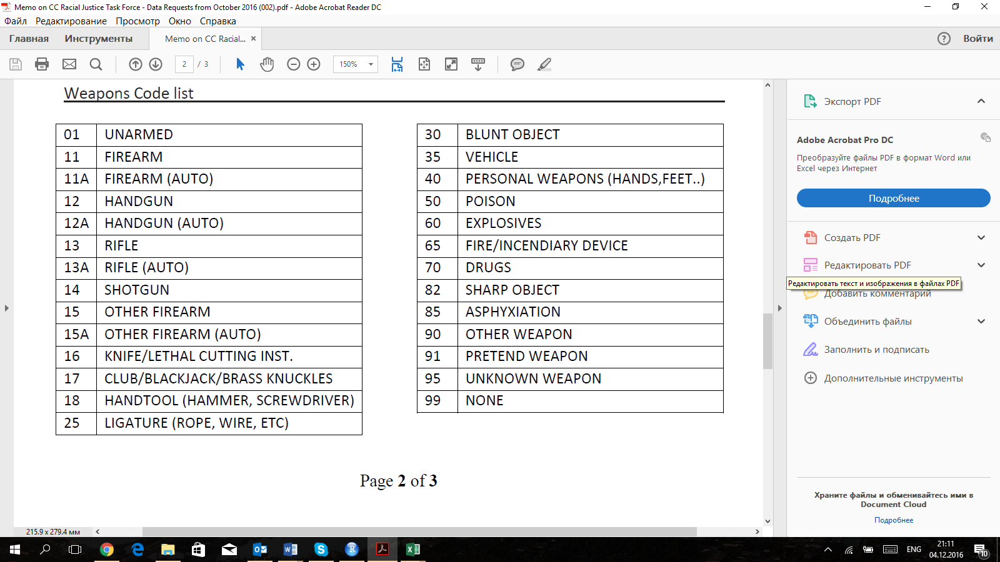 Memo on CC Racial Justice Task Force - Data Requests from October 2016 (002).pdf - Adobe Acrobat Reader DC
Файл Редактирование Просмотр Окно Справка
Главная Инструменты Memo on CC Racial... × Войти
2 / 3 150%
Weapons Code list
01 UNARMED
11 FIREARM
11A FIREARM (AUTO)
12 HANDGUN
12A HANDGUN (AUTO)
13 RIFLE
13A RIFLE (AUTO)
14 SHOTGUN
15 OTHER FIREARM
15A OTHER FIREARM (AUTO)
16 KNIFE/LETHAL CUTTING INST.
17 CLUB/BLACKJACK/BRASS KNUCKLES
18 HANDTOOL (HAMMER, SCREWDRIVER)
25 LIGATURE (ROPE, WIRE, ETC)
30 BLUNT OBJECT
35 VEHICLE
40 PERSONAL WEAPONS (HANDS,FEET..)
50 POISON
60 EXPLOSIVES
65 FIRE/INCENDIARY DEVICE
70 DRUGS
82 SHARP OBJECT
85 ASPHYXIATION
90 OTHER WEAPON
91 PRETEND WEAPON
95 UNKNOWN WEAPON
99 NONE
Page 2 of 3
215.9 x 279.4 мм
Экспорт PDF
Adobe Acrobat Pro DC
Преобразуйте файлы PDF в формат Word или
Excel через Интернет
Подробнее
Создать PDF
Редактировать PDF
Редактировать текст и изображения в файлах PDF
Добавить комментарий
Объединить файлы
Заполнить и подписать
Дополнительные инструменты
Храните файлы и обменивайтесь ими в
Document Cloud
Подробнее
ENG
21:11
04.12.2016
10